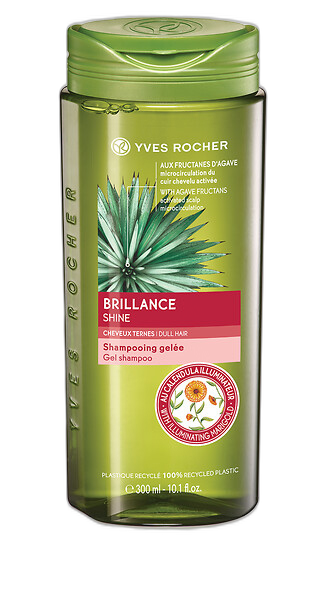 YVES ROCHER
AUX FRUCTANES D'AGAVE
microcirculation du
cuir chevelu activée
WITH AGAVE FRUCTANS
activated scalp
microcirculation
BRILLANCE
SHINE
CHEVEUX TERNES | DULL HAIR
Shampooing gelée
Gel shampoo
AU CALENDULA ILLUMINATEUR
WITH ILLUMINATING MARIGOLD
PLASTIQUE RECYCLÉ 100% RECYCLED PLASTIC
℮ 300 ml - 10.1 fl.oz.
YVES ROCHER